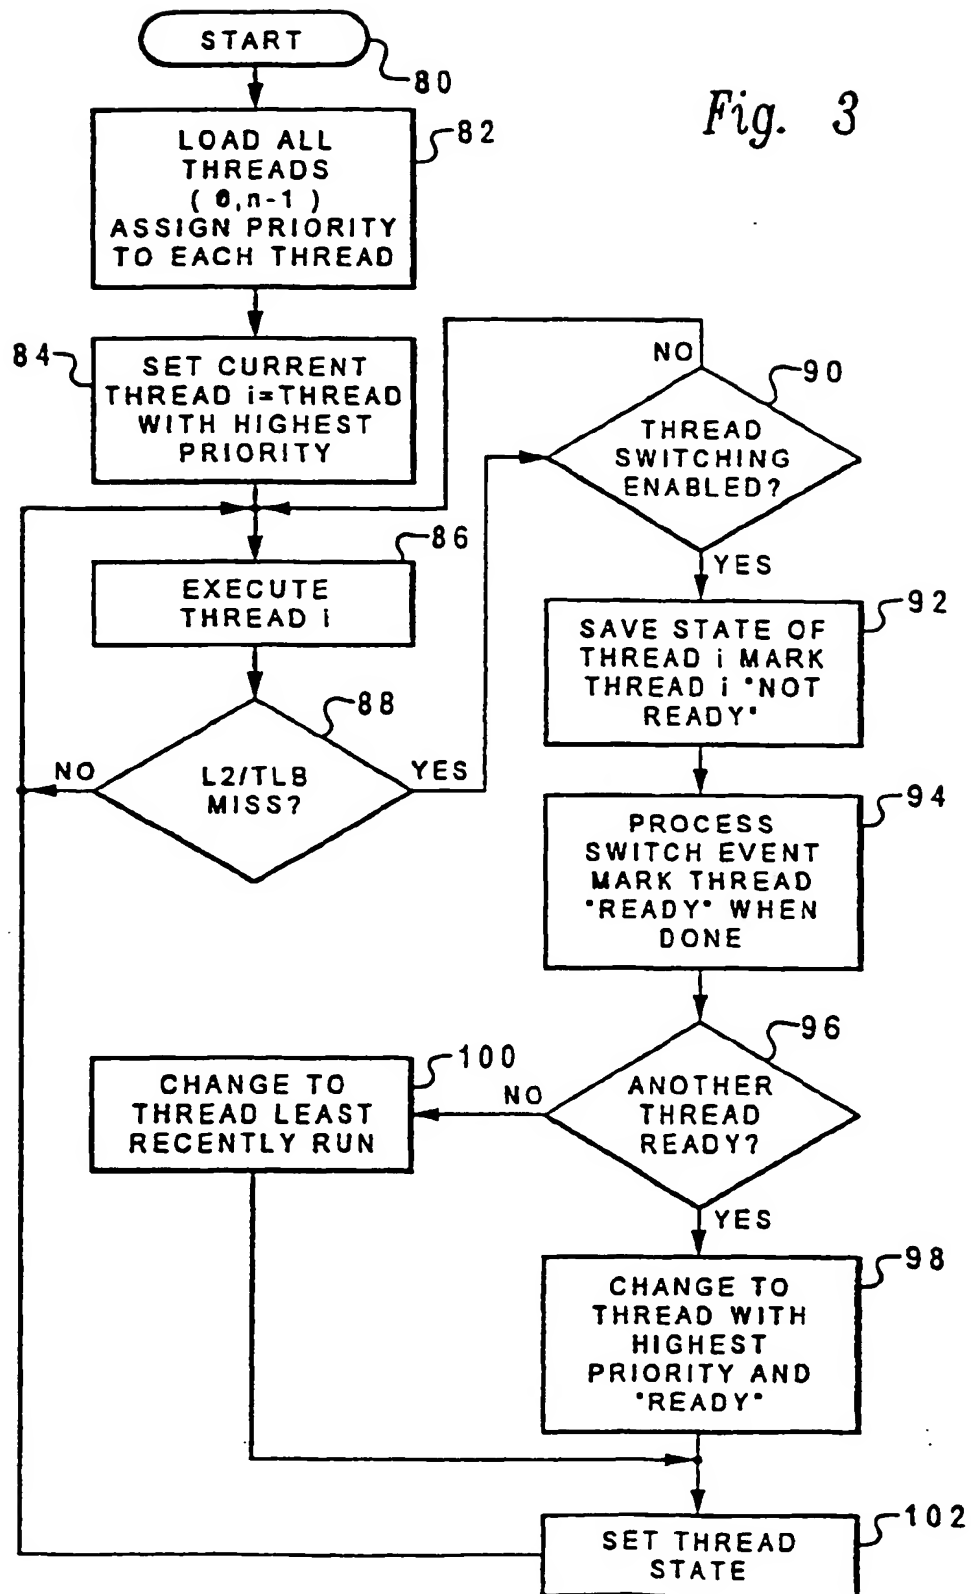 START
80
Fig. 3
LOAD ALL
THREADS
( 0,n-1 )
ASSIGN PRIORITY
TO EACH THREAD
82
84
SET CURRENT
THREAD i=THREAD
WITH HIGHEST
PRIORITY
NO
90
THREAD
SWITCHING
ENABLED?
YES
86
EXECUTE
THREAD i
88
L2/TLB
MISS?
NO
YES
92
SAVE STATE OF
THREAD i MARK
THREAD i "NOT
READY"
94
PROCESS
SWITCH EVENT
MARK THREAD
"READY" WHEN
DONE
96
ANOTHER
THREAD
READY?
NO
YES
100
CHANGE TO
THREAD LEAST
RECENTLY RUN
98
CHANGE TO
THREAD WITH
HIGHEST
PRIORITY AND
"READY"
102
SET THREAD
STATE